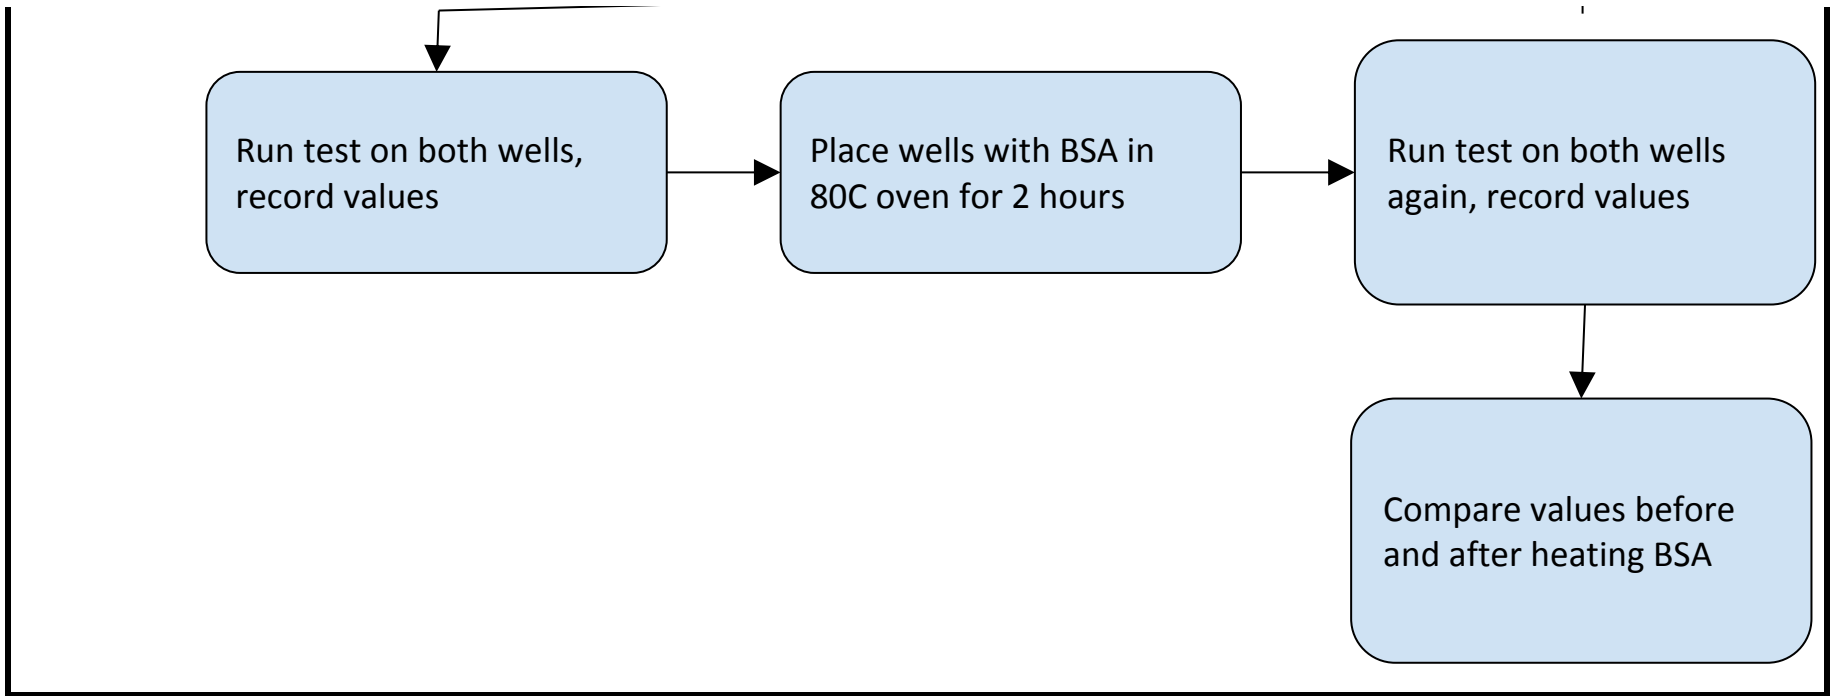 Run test on both wells,
record values
Place wells with BSA in
80C oven for 2 hours
Run test on both wells
again, record values
Compare values before
and after heating BSA